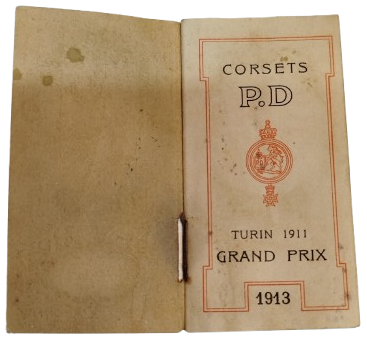 CORSETS
P.D
TURIN 1911
GRAND PRIX
1913